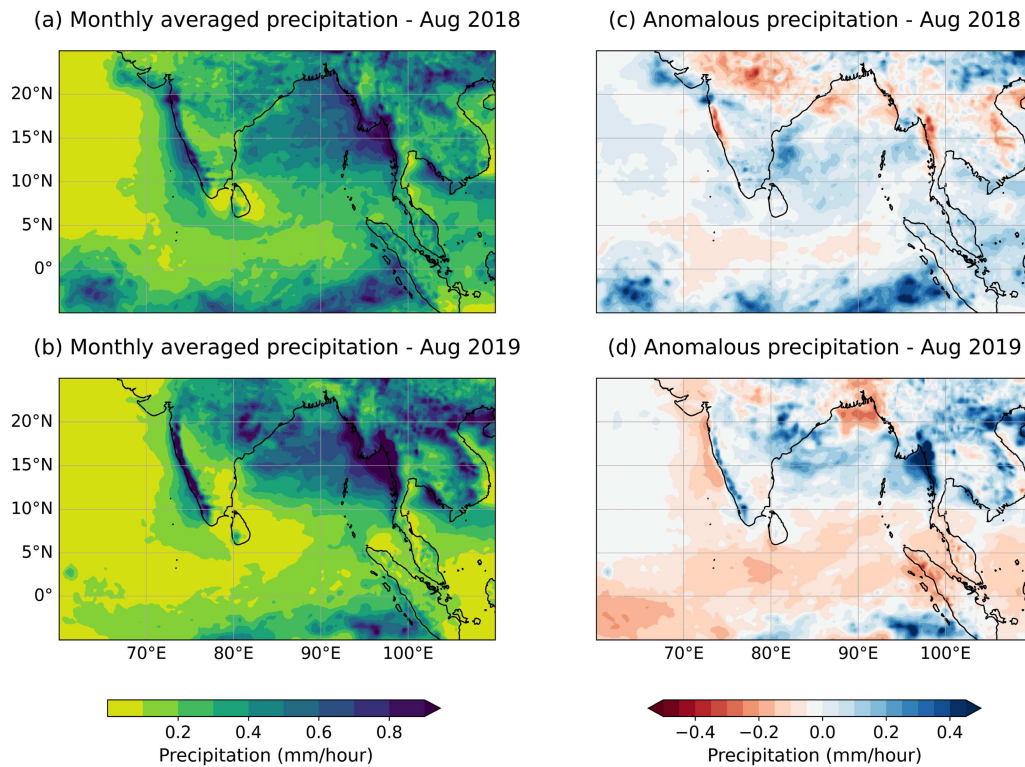 (a) Monthly averaged precipitation - Aug 2018
(c) Anomalous precipitation - Aug 2018
20°N
15°N
10°N
5°N
0°
(b) Monthly averaged precipitation - Aug 2019
(d) Anomalous precipitation - Aug 2019
20°N
15°N
10°N
5°N
0°
70°E 80°E 90°E 100°E
70°E 80°E 90°E 100°E
0.2 0.4 0.6 0.8
Precipitation (mm/hour)
−0.4 −0.2 0.0 0.2 0.4
Precipitation (mm/hour)